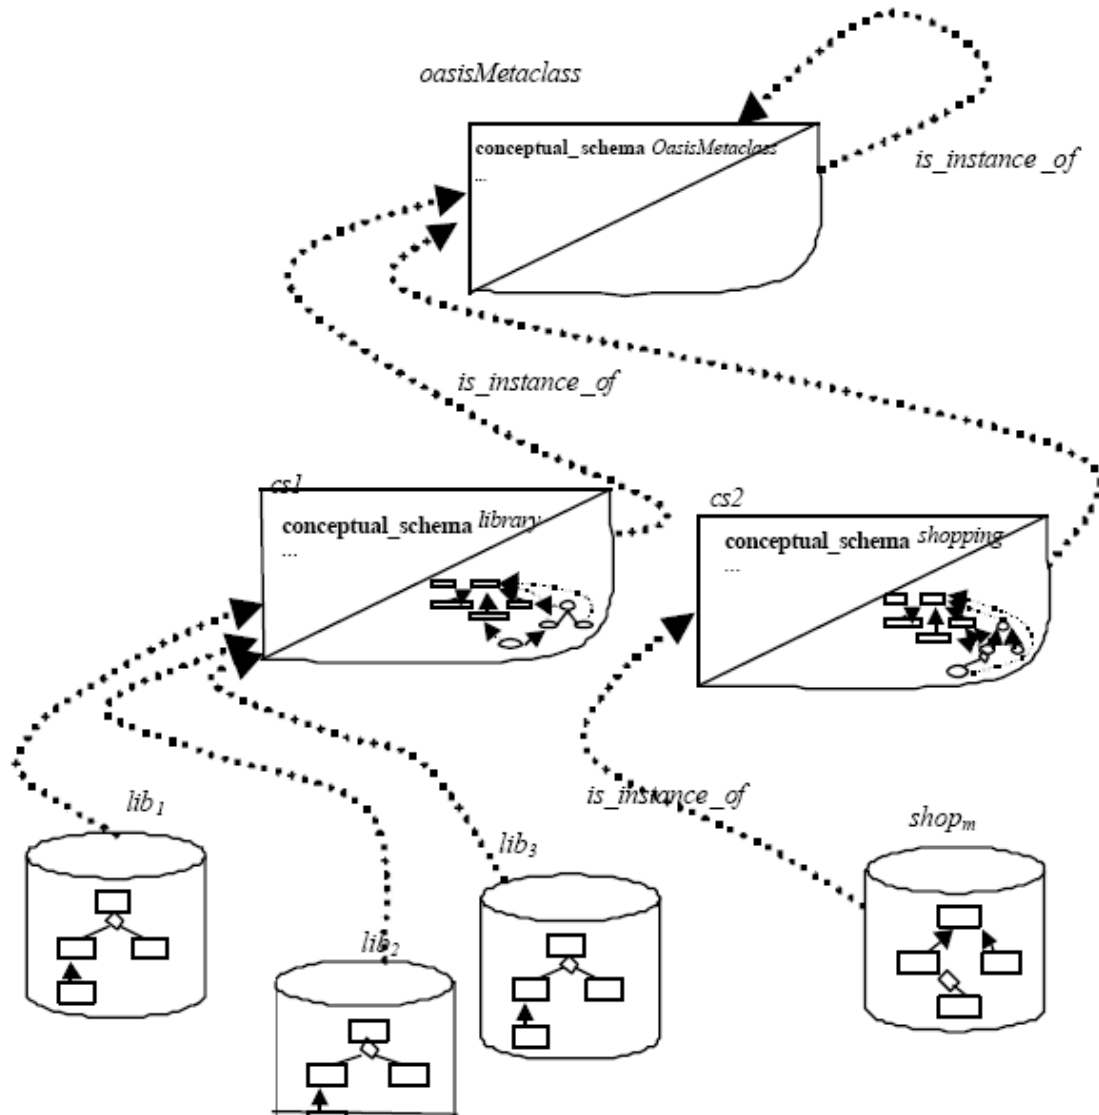 oasisMetaclass
conceptual_schema OasisMetaclass
...
is_instance_of
is_instance_of
cs1
conceptual_schema library
...
cs2
conceptual_schema shopping
...
is_instance_of
lib1
lib2
lib3
shopm